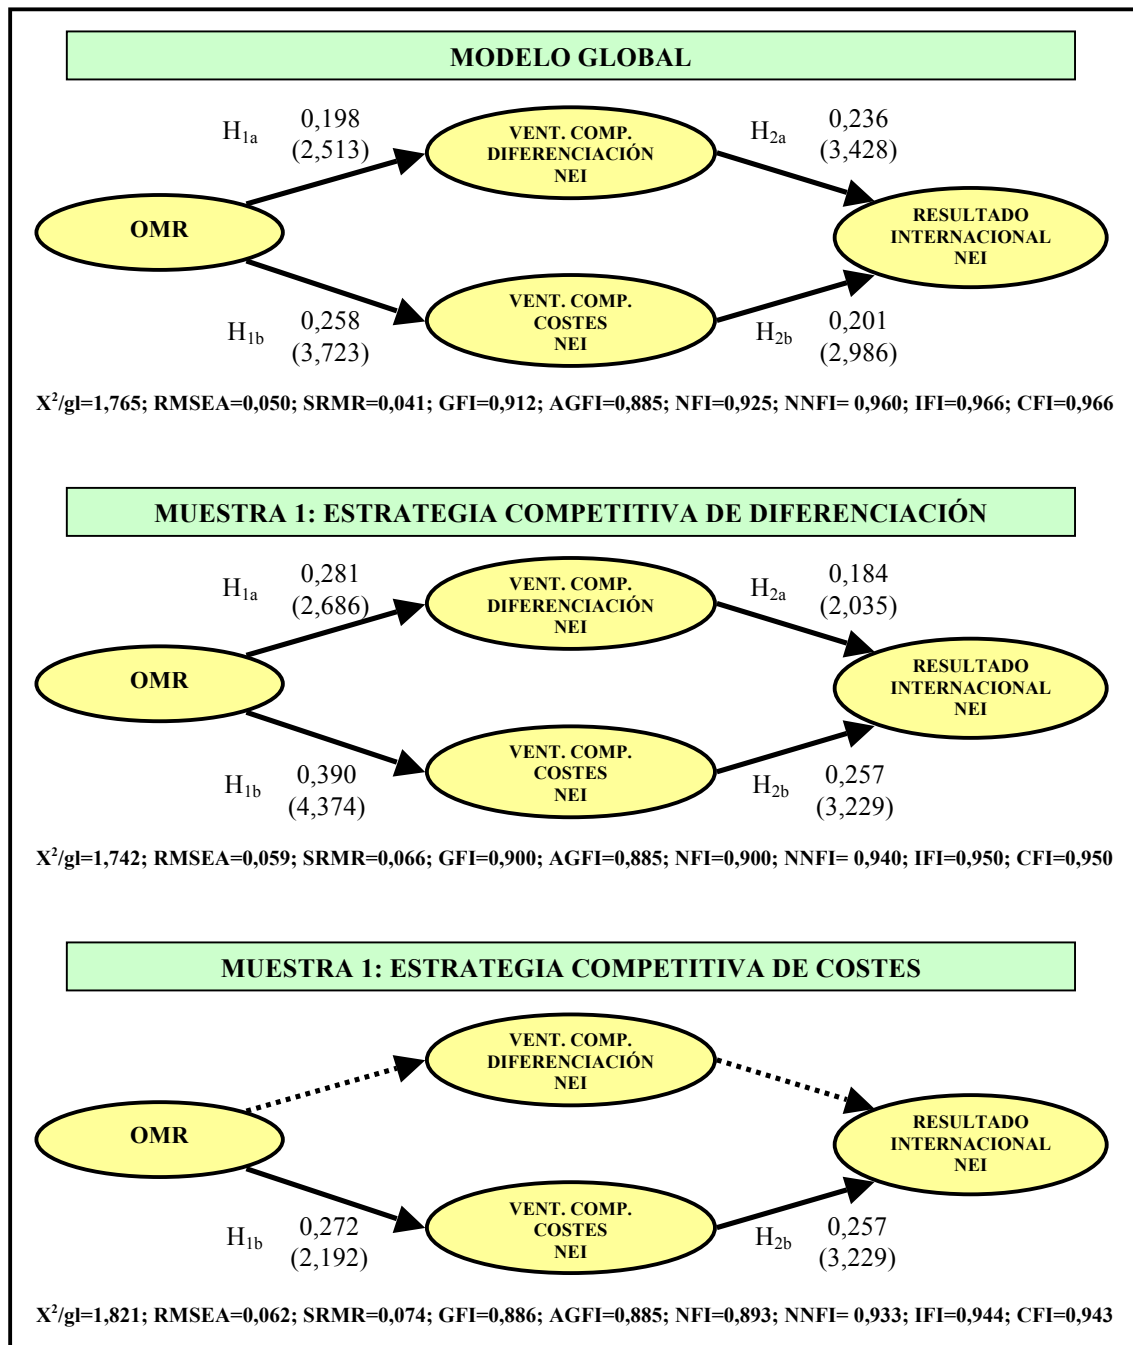 MODELO GLOBAL
H1a
0,198
(2,513)
VENT. COMP.
DIFERENCIACIÓN
NEI
H2a
0,236
(3,428)
OMR
RESULTADO
INTERNACIONAL
NEI
H1b
0,258
(3,723)
VENT. COMP.
COSTES
NEI
H2b
0,201
(2,986)
X²/gl=1,765; RMSEA=0,050; SRMR=0,041; GFI=0,912; AGFI=0,885; NFI=0,925; NNFI= 0,960; IFI=0,966; CFI=0,966
MUESTRA 1: ESTRATEGIA COMPETITIVA DE DIFERENCIACIÓN
H1a
0,281
(2,686)
VENT. COMP.
DIFERENCIACIÓN
NEI
H2a
0,184
(2,035)
OMR
RESULTADO
INTERNACIONAL
NEI
H1b
0,390
(4,374)
VENT. COMP.
COSTES
NEI
H2b
0,257
(3,229)
X²/gl=1,742; RMSEA=0,059; SRMR=0,066; GFI=0,900; AGFI=0,885; NFI=0,900; NNFI= 0,940; IFI=0,950; CFI=0,950
MUESTRA 1: ESTRATEGIA COMPETITIVA DE COSTES
VENT. COMP.
DIFERENCIACIÓN
NEI
OMR
RESULTADO
INTERNACIONAL
NEI
H1b
0,272
(2,192)
VENT. COMP.
COSTES
NEI
H2b
0,257
(3,229)
X²/gl=1,821; RMSEA=0,062; SRMR=0,074; GFI=0,886; AGFI=0,885; NFI=0,893; NNFI= 0,933; IFI=0,944; CFI=0,943